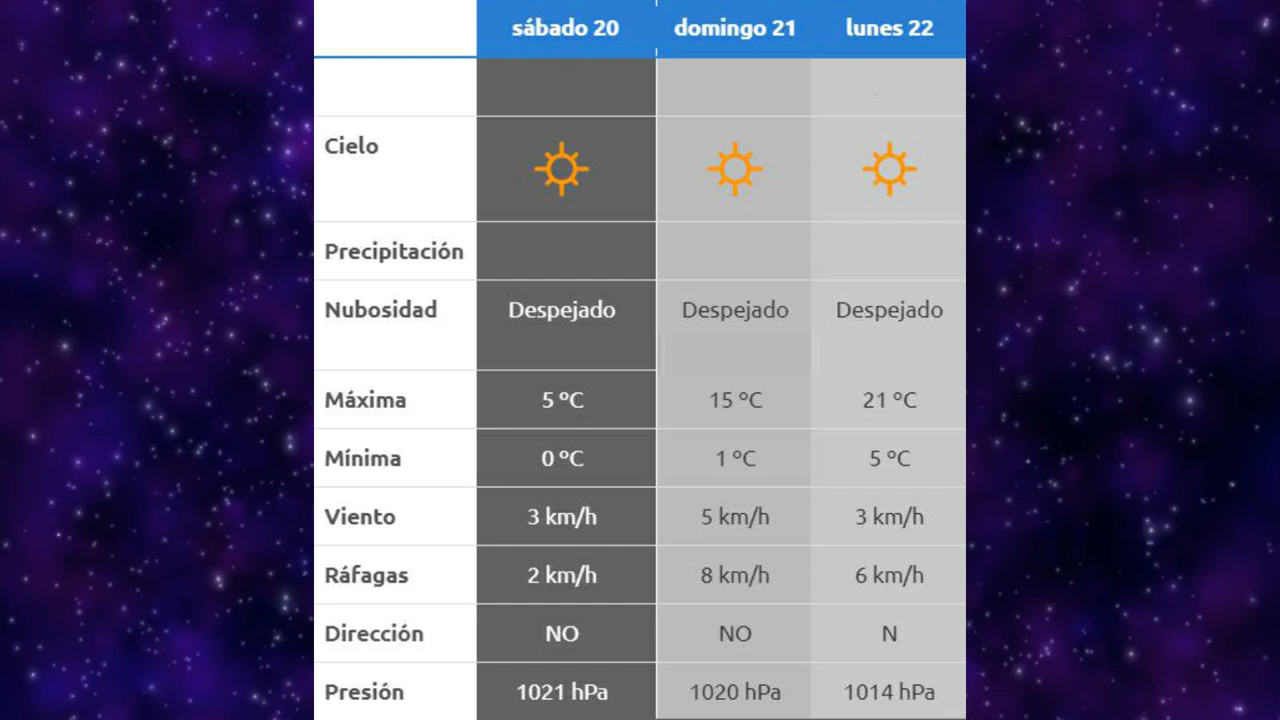 sábado 20 domingo 21 lunes 22
Cielo
Precipitación
Nubosidad Despejado Despejado Despejado
Máxima 5 ºC 15 ºC 21 ºC
Mínima 0 ºC 1 ºC 5 ºC
Viento 3 km/h 5 km/h 3 km/h
Ráfagas 2 km/h 8 km/h 6 km/h
Dirección NO NO N
Presión 1021 hPa 1020 hPa 1014 hPa